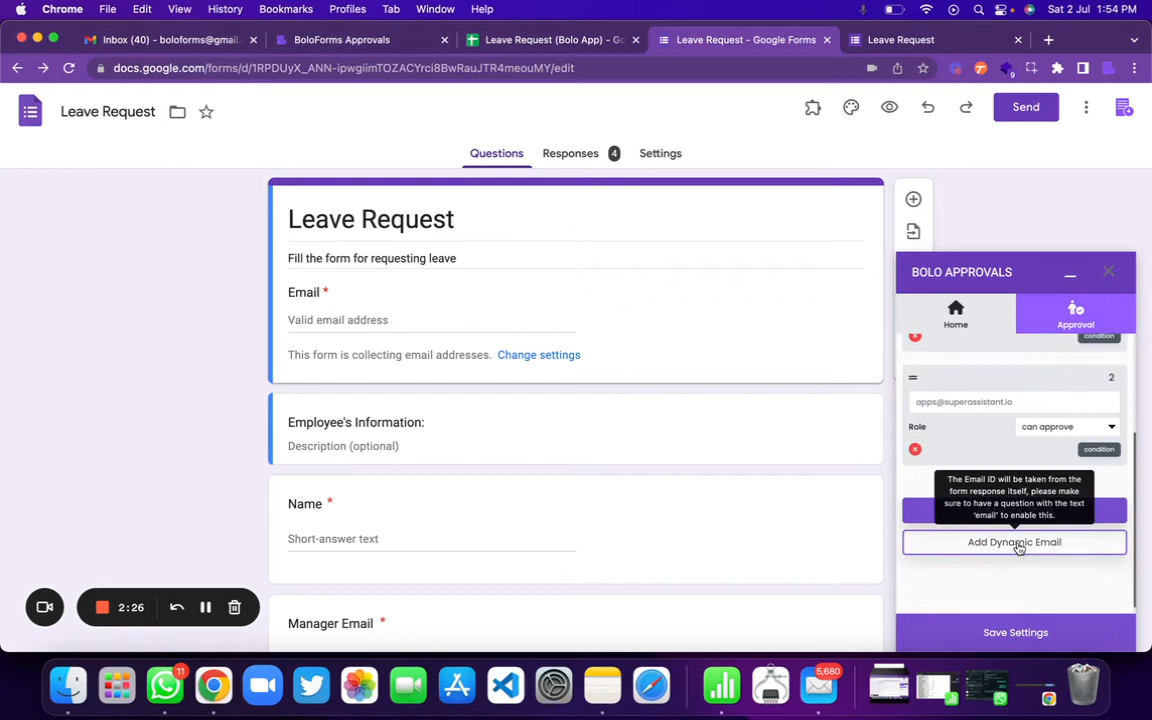 Chrome File Edit View History Bookmarks Profiles Tab Window Help Sat 2 Jul 1:54 PM
Inbox (40) - boloforms@gmail. BoloForms Approvals Leave Request (Bolo App) - Go Leave Request - Google Forms Leave Request
docs.google.com/forms/d/1RPDUyX_ANN-ipwgiimTOZACYrci8BwRauJTR4meouMY/edit
9
Leave Request
Send
Questions Responses 4 Settings
Leave Request
Fill the form for requesting leave
Email *
Valid email address
This form is collecting email addresses. Change settings
Employee's Information:
Description (optional)
Name *
Short-answer text
Manager Email *
BOLO APPROVALS
Home Approval
condition
2
apps@superassistant.io
Role can approve
condition
The Email ID will be taken from the
form response itself, please make
sure to have a question with the text
'email' to enable this.
Add Dynamic Email
Save Settings
2:26
11
5,680